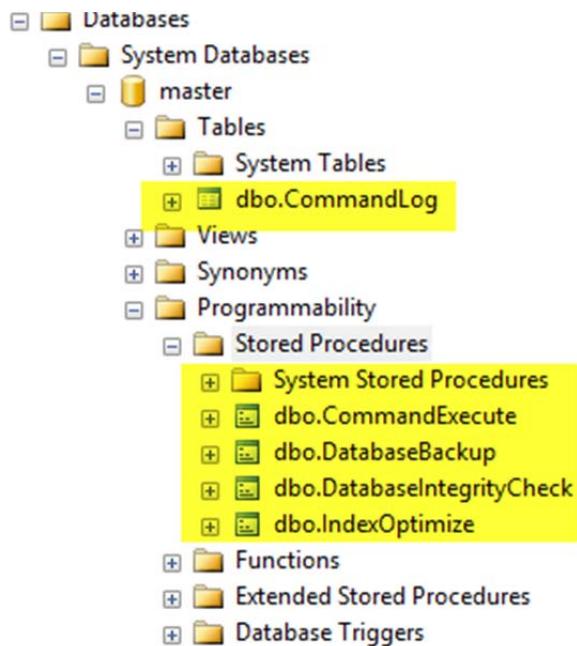 Databases
System Databases
master
Tables
System Tables
dbo.CommandLog
Views
Synonyms
Programmability
Stored Procedures
System Stored Procedures
dbo.CommandExecute
dbo.DatabaseBackup
dbo.DatabaseIntegrityCheck
dbo.IndexOptimize
Functions
Extended Stored Procedures
Database Triggers